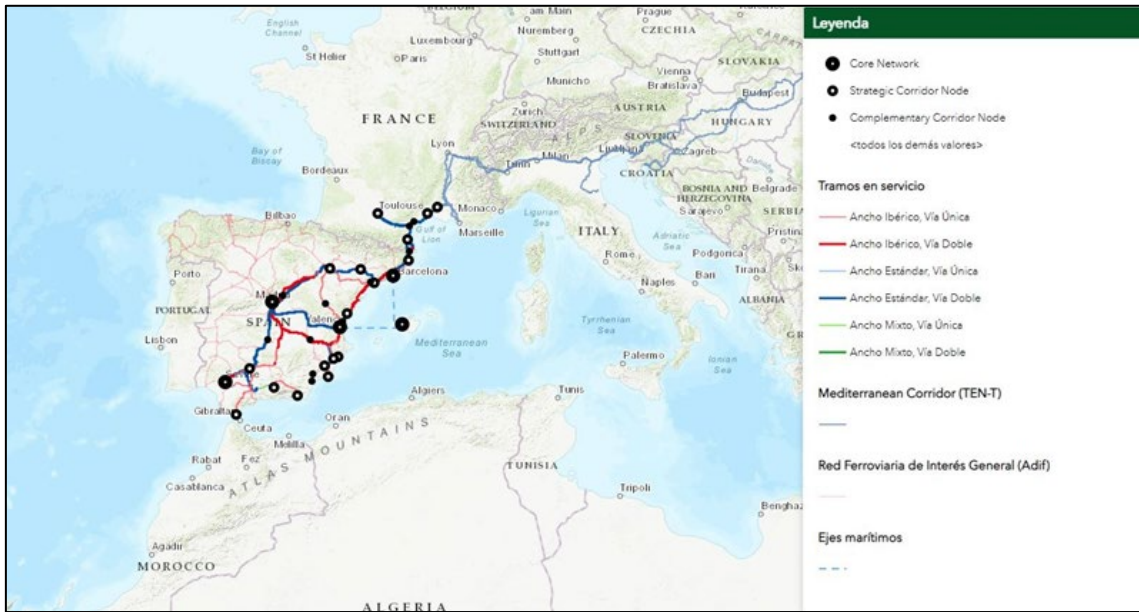 English
Channel
BELGIUM
Luxembourg
am Main
Prague
CZECHIA
Nuremburg
Stuttgart
St Helier
Paris
SLOVAKIA
Municho
Vienna
Bratislava
Zurich
AUSTRIA
Budapest
FRANCE
SWITZERLAND
ALPS
HUNGARY
SLOVENIA
Lyon
Turin
Milan
Ljubljana
Zagreb
CROATIA
Bay of
Biscay
Bordeaux
BOSNIA AND
HERZEGOVINA
Belgrade
Sarajevo
Toulouse
Monaco
Marseille
Ligurian
Sea
Gulf of
Lion
ITALY
Adriatic
Sea
Bilbao
Podgorica
Pristina
Rome
Barcelona
Naples
Bari
Tirana
ALBANIA
Porto
PORTUGAL
SPAIN
Lisbon
Mediterranean
Sea
Tyrrhenian
Sea
Ionian
Sea
Palermo
Gibraltar
Ceuta
Algiers
Tunis
Oran
Melilla
Rabat
Fez
Casablanca
ATLAS MOUNTAINS
TUNISIA
Tripoli
Agadir
MOROCCO
ALGERIA
Leyenda
Core Network
Strategic Corridor Node
Complementary Corridor Node
<todos los demás valores>
Tramos en servicio
Ancho Ibérico, Vía Única
Ancho Ibérico, Vía Doble
Ancho Estándar, Vía Única
Ancho Estándar, Vía Doble
Ancho Mixto, Vía Única
Ancho Mixto, Vía Doble
Mediterranean Corridor (TEN-T)
Red Ferroviaria de Interés General (Adif)
Ejes marítimos